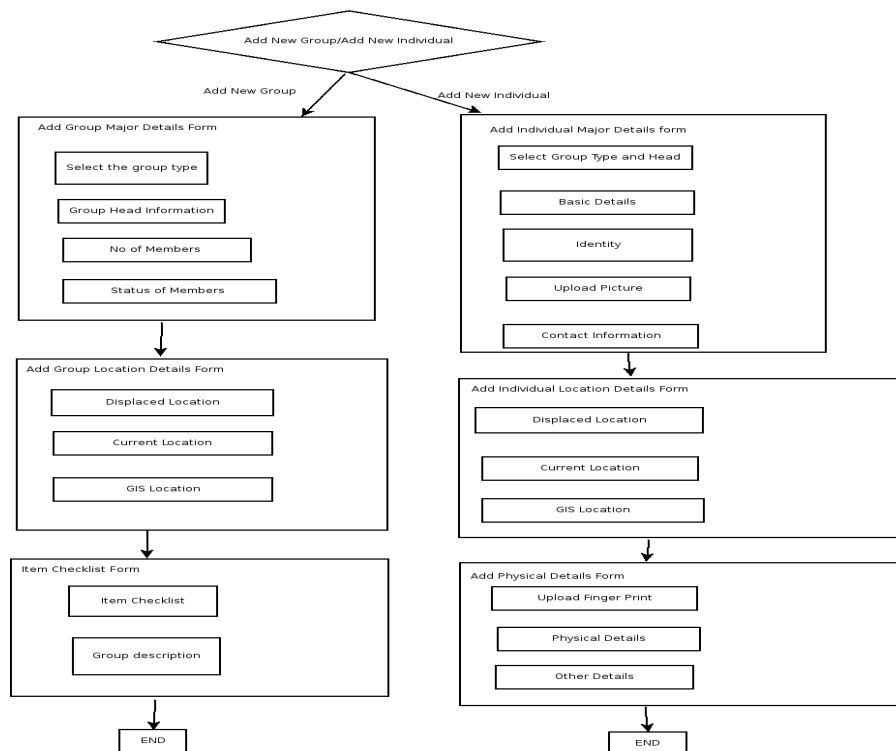 Add New Group/Add New Individual
Add New Group
Add New Individual
Add Group Major Details Form
Select the group type
Group Head Information
No of Members
Status of Members
Add Group Location Details Form
Displaced Location
Current Location
GIS Location
Item Checklist Form
Item Checklist
Group description
END
Add Individual Major Details form
Select Group Type and Head
Basic Details
Identity
Upload Picture
Contact Information
Add Individual Location Details Form
Displaced Location
Current Location
GIS Location
Add Physical Details Form
Upload Finger Print
Physical Details
Other Details
END